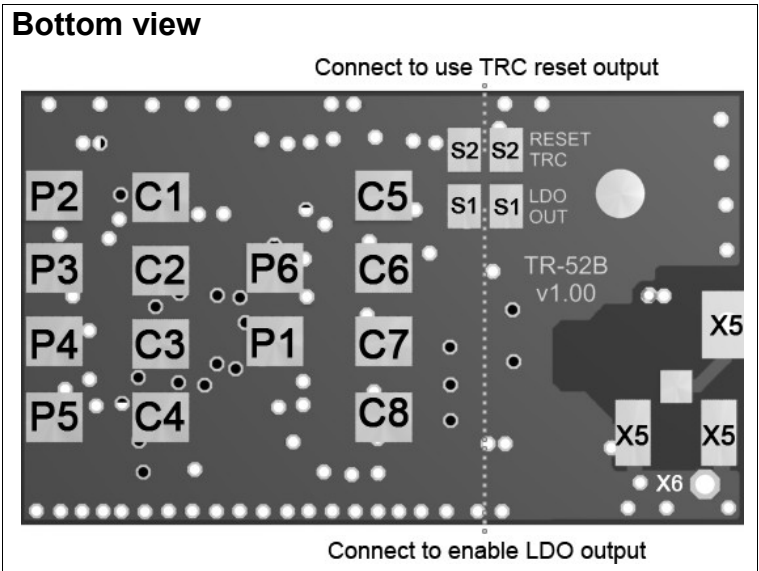 Bottom view
Connect to use TRC reset output
S2 S2 RESET TRC
P2 C1 C5 S1 S1 LDO OUT
P3 C2 P6 C6 TR-52B
v1.00
P4 C3 P1 C7 X5
P5 C4 C8 X5 X5
X6
Connect to enable LDO output